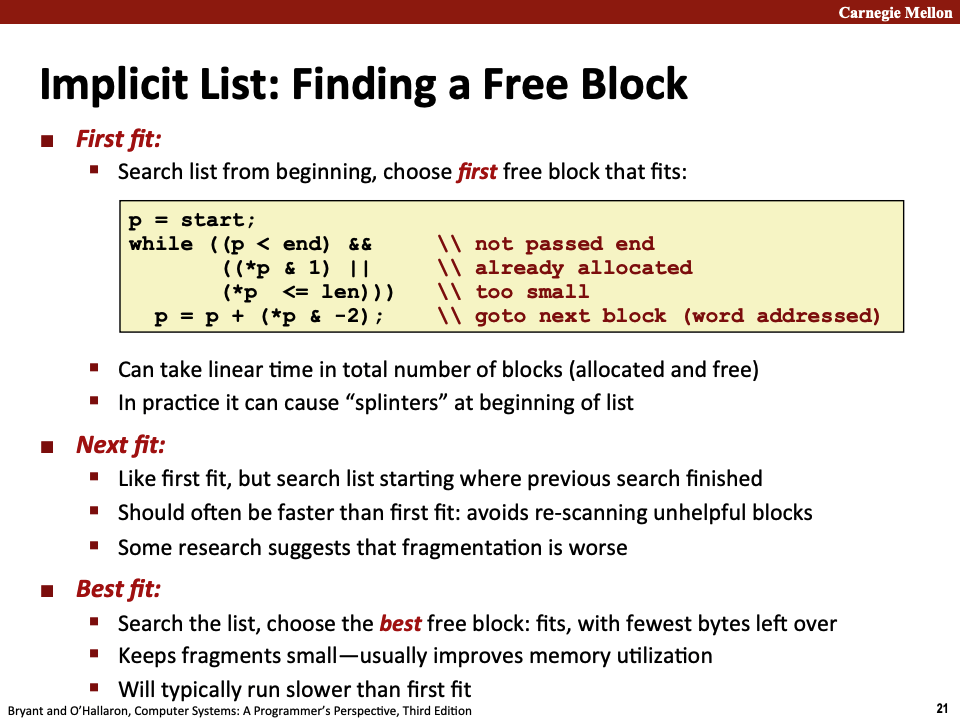 Carnegie Mellon
Implicit List: Finding a Free Block
First fit:
Search list from beginning, choose first free block that fits:
p = start;
while ((p < end) && \\ not passed end
((*p & 1) || \\ already allocated
(*p <= len))) \\ too small
p = p + (*p & -2); \\ goto next block (word addressed)
Can take linear time in total number of blocks (allocated and free)
In practice it can cause “splinters” at beginning of list
Next fit:
Like first fit, but search list starting where previous search finished
Should often be faster than first fit: avoids re-scanning unhelpful blocks
Some research suggests that fragmentation is worse
Best fit:
Search the list, choose the best free block: fits, with fewest bytes left over
Keeps fragments small—usually improves memory utilization
Will typically run slower than first fit
Bryant and O’Hallaron, Computer Systems: A Programmer’s Perspective, Third Edition
21